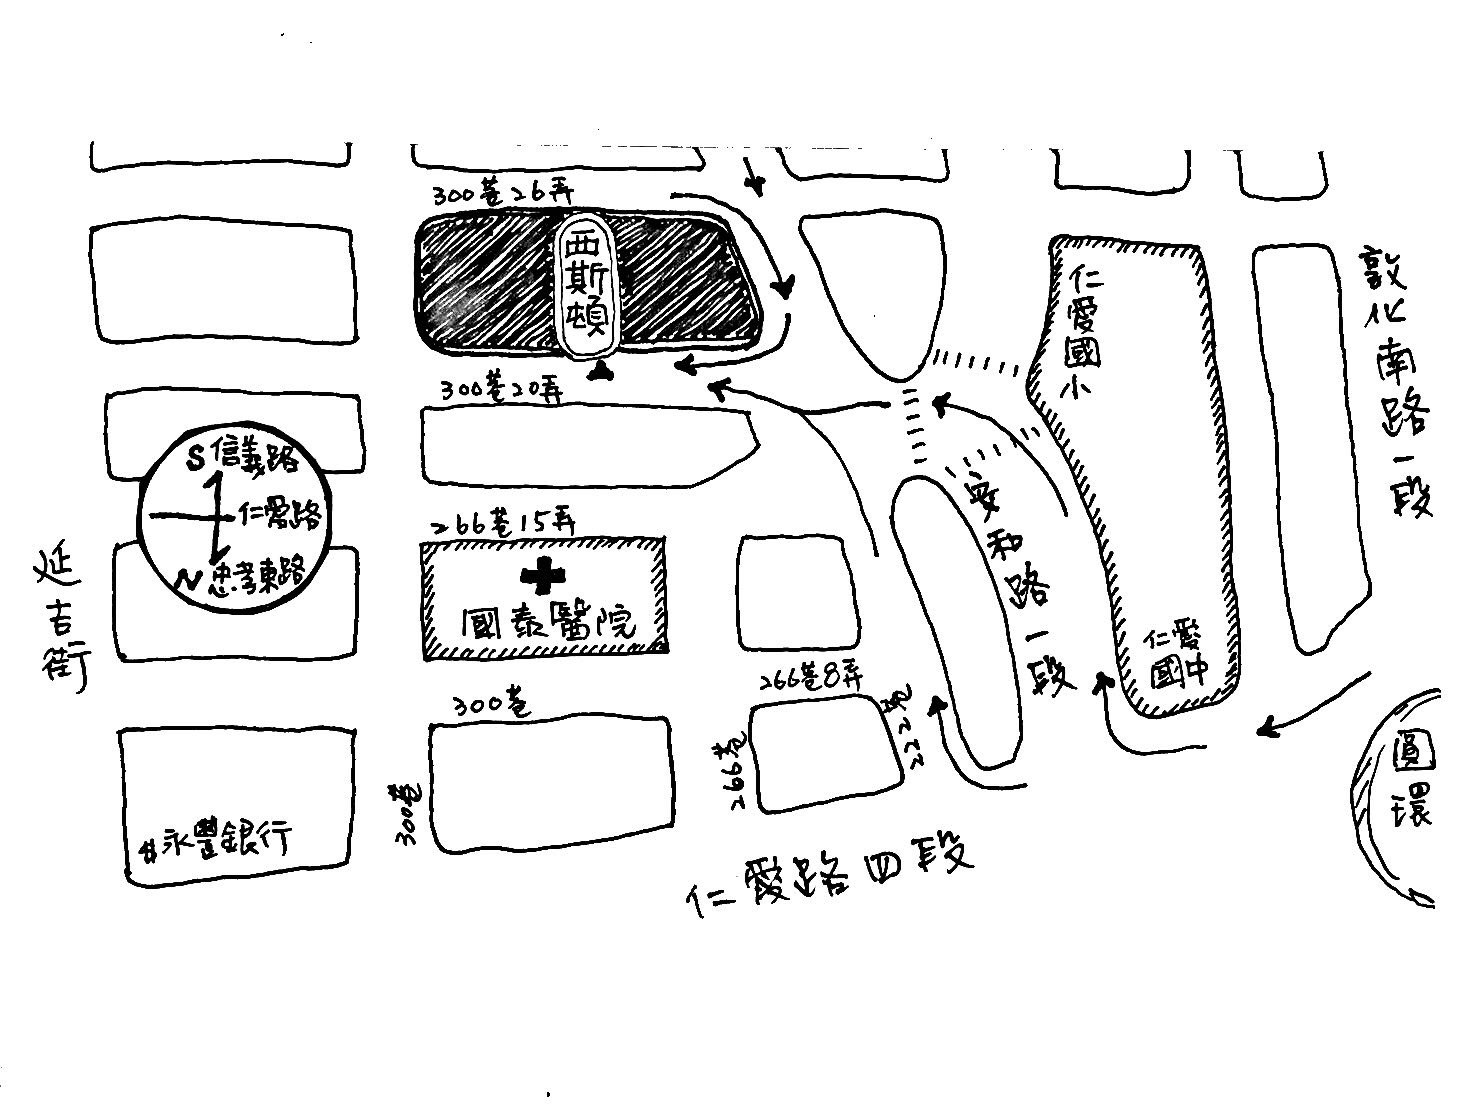 300巷26弄
西斯頓
300巷20弄
仁愛國小
敦化南路一段
S 信義路
仁愛路
N 忠孝東路
266巷15弄
國泰醫院
安和路一段
延吉街
仁愛
國中
266巷8弄
300巷
222巷
266巷
300巷
圓環
永豐銀行
仁愛路四段